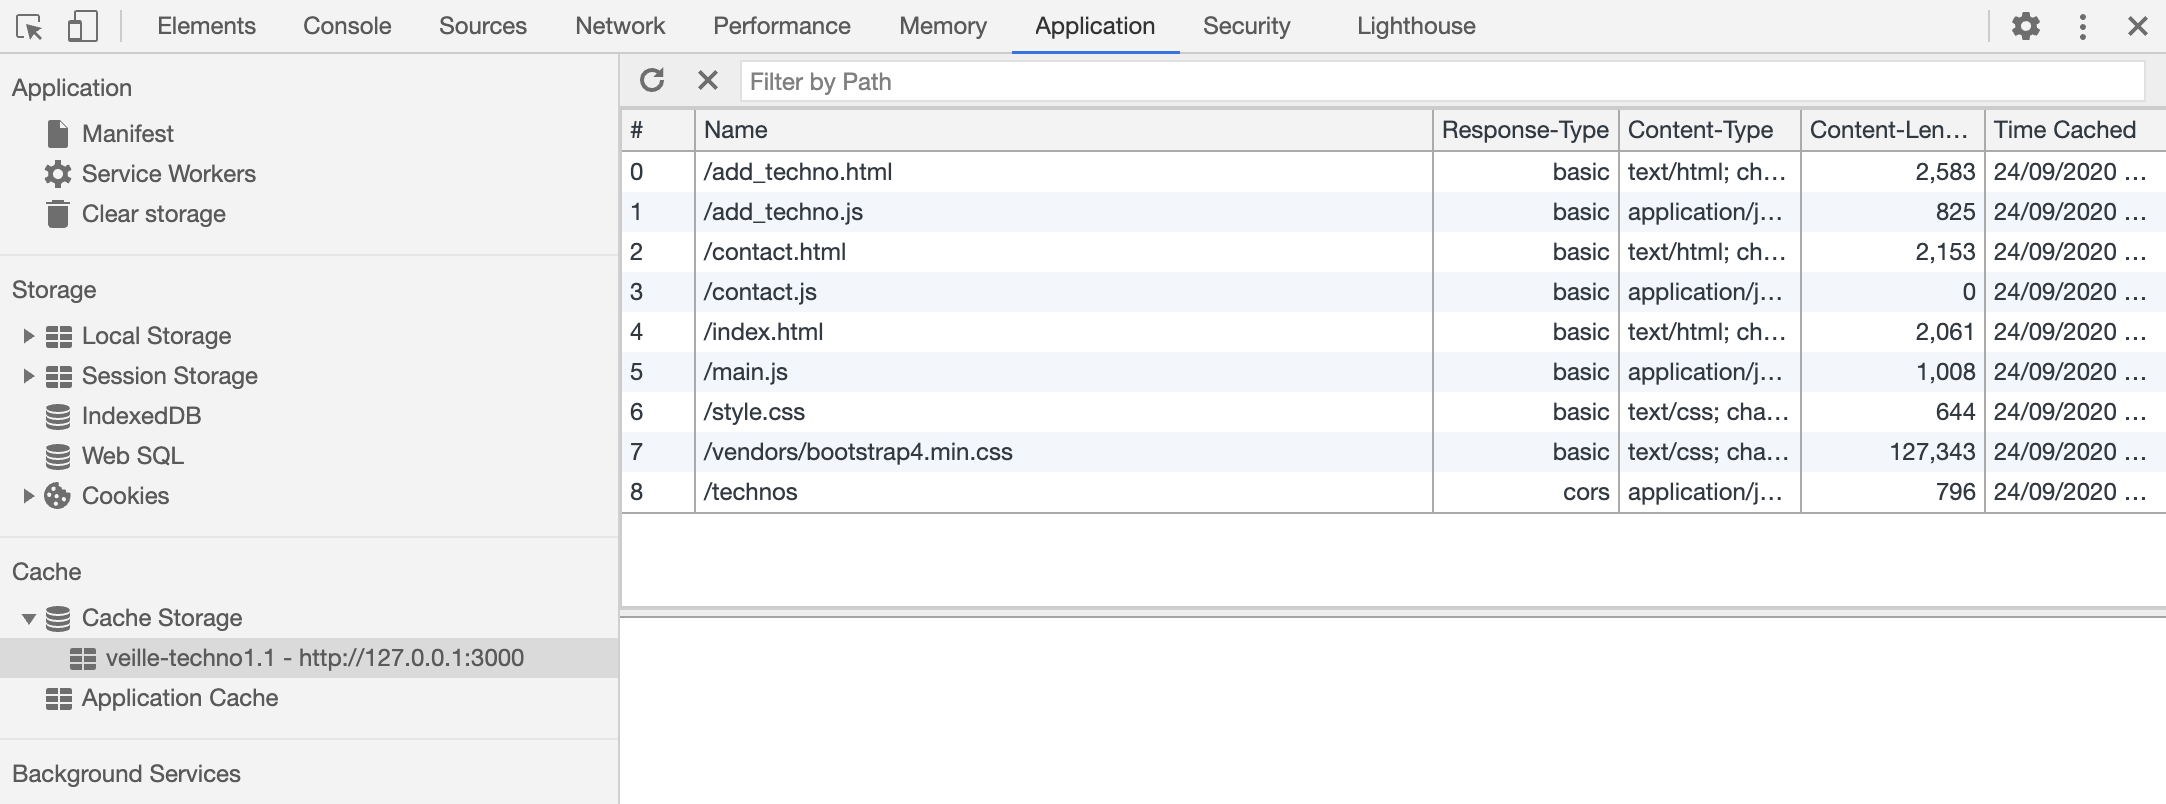 Elements Console Sources Network Performance Memory Application Security Lighthouse
Application
Manifest
Service Workers
Clear storage
Storage
Local Storage
Session Storage
IndexedDB
Web SQL
Cookies
Cache
Cache Storage
veille-techno1.1 - http://127.0.0.1:3000
Application Cache
Background Services
Filter by Path
# Name Response-Type Content-Type Content-Len… Time Cached
0 /add_techno.html basic text/html; ch… 2,583 24/09/2020 …
1 /add_techno.js basic application/j… 825 24/09/2020 …
2 /contact.html basic text/html; ch… 2,153 24/09/2020 …
3 /contact.js basic application/j… 0 24/09/2020 …
4 /index.html basic text/html; ch… 2,061 24/09/2020 …
5 /main.js basic application/j… 1,008 24/09/2020 …
6 /style.css basic text/css; cha… 644 24/09/2020 …
7 /vendors/bootstrap4.min.css basic text/css; cha… 127,343 24/09/2020 …
8 /technos cors application/j… 796 24/09/2020 …